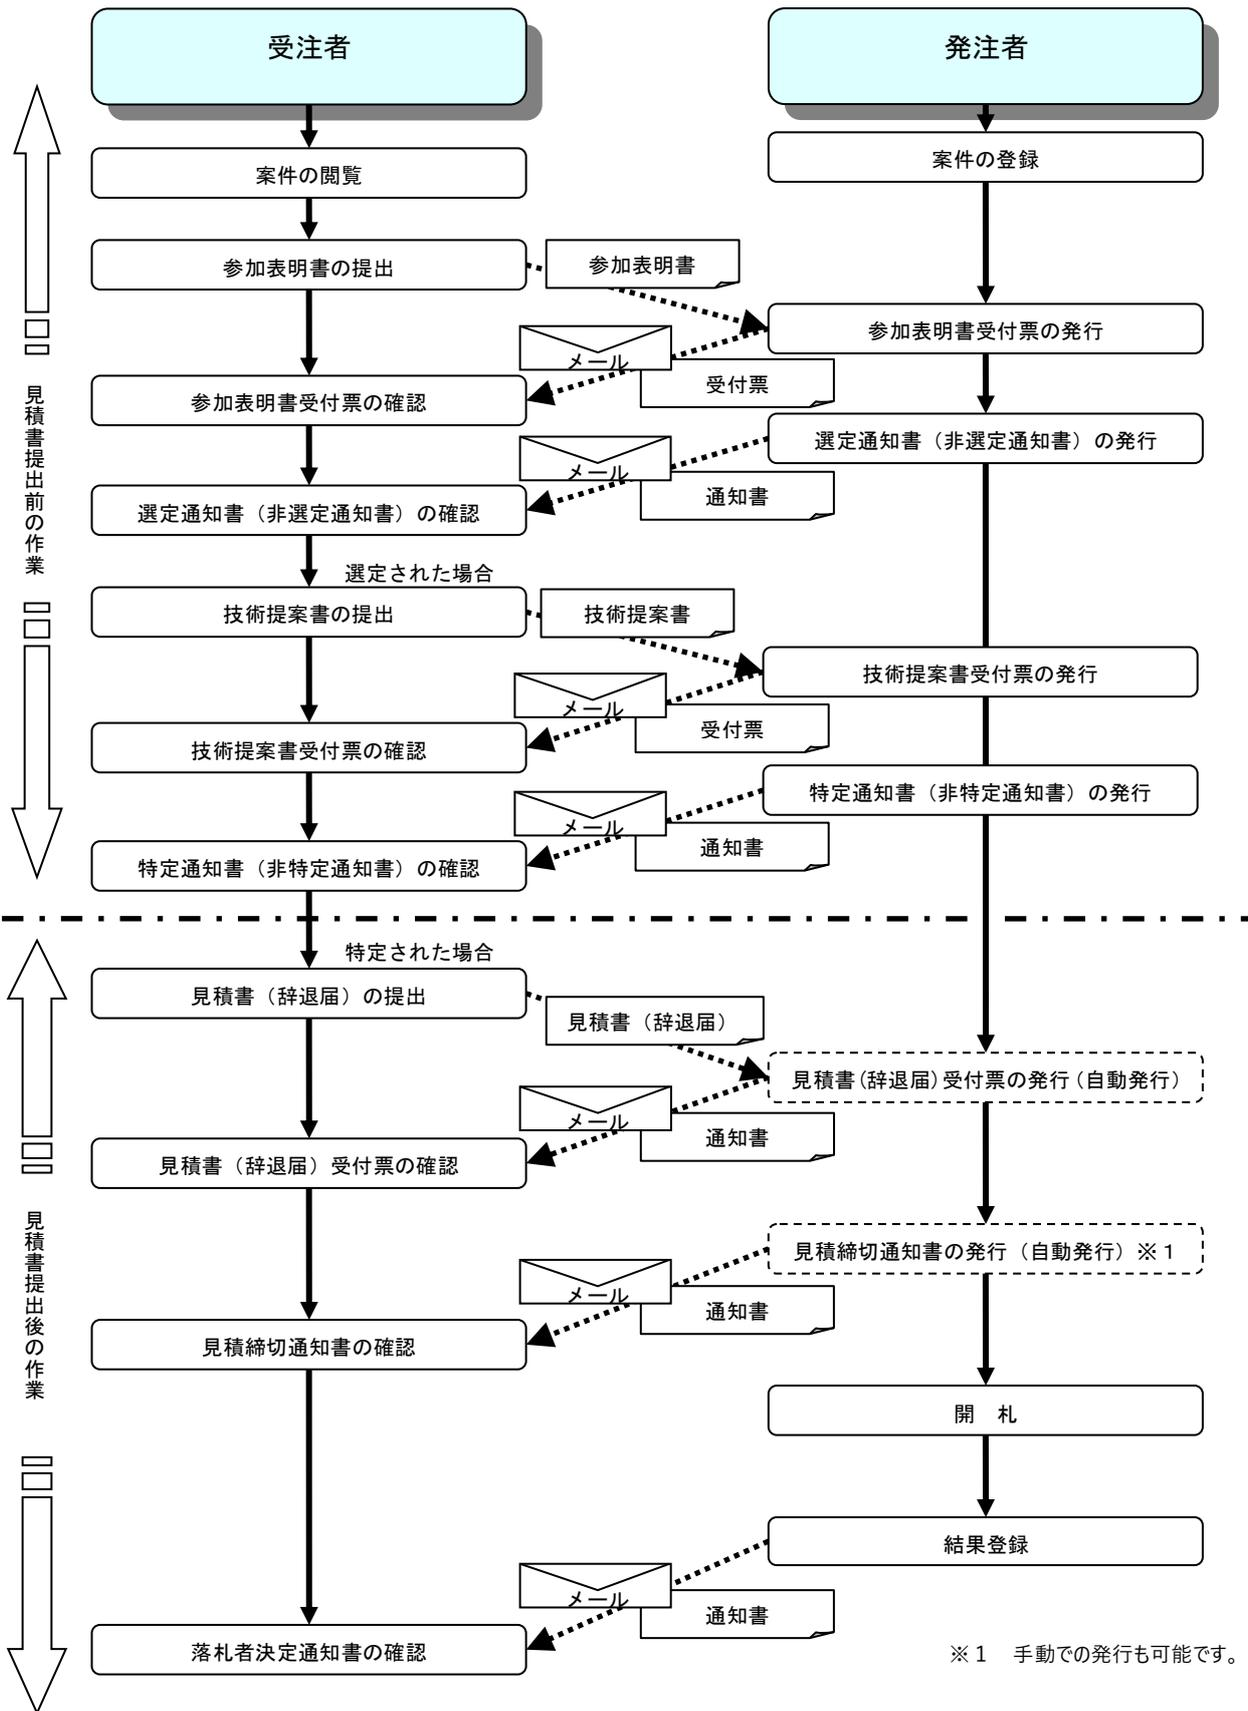 受注者
発注者
案件の閲覧
案件の登録
参加表明書の提出
参加表明書
参加表明書受付票の発行
メール
受付票
参加表明書受付票の確認
選定通知書（非選定通知書）の発行
メール
通知書
選定通知書（非選定通知書）の確認
選定された場合
技術提案書の提出
技術提案書
技術提案書受付票の発行
メール
受付票
技術提案書受付票の確認
特定通知書（非特定通知書）の発行
メール
通知書
特定通知書（非特定通知書）の確認
見積書提出前の作業
特定された場合
見積書（辞退届）の提出
見積書（辞退届）
見積書(辞退届)受付票の発行(自動発行)
メール
通知書
見積書（辞退届）受付票の確認
見積締切通知書の発行（自動発行）※１
メール
通知書
見積締切通知書の確認
開　札
結果登録
メール
通知書
落札者決定通知書の確認
見積書提出後の作業
※１　手動での発行も可能です。